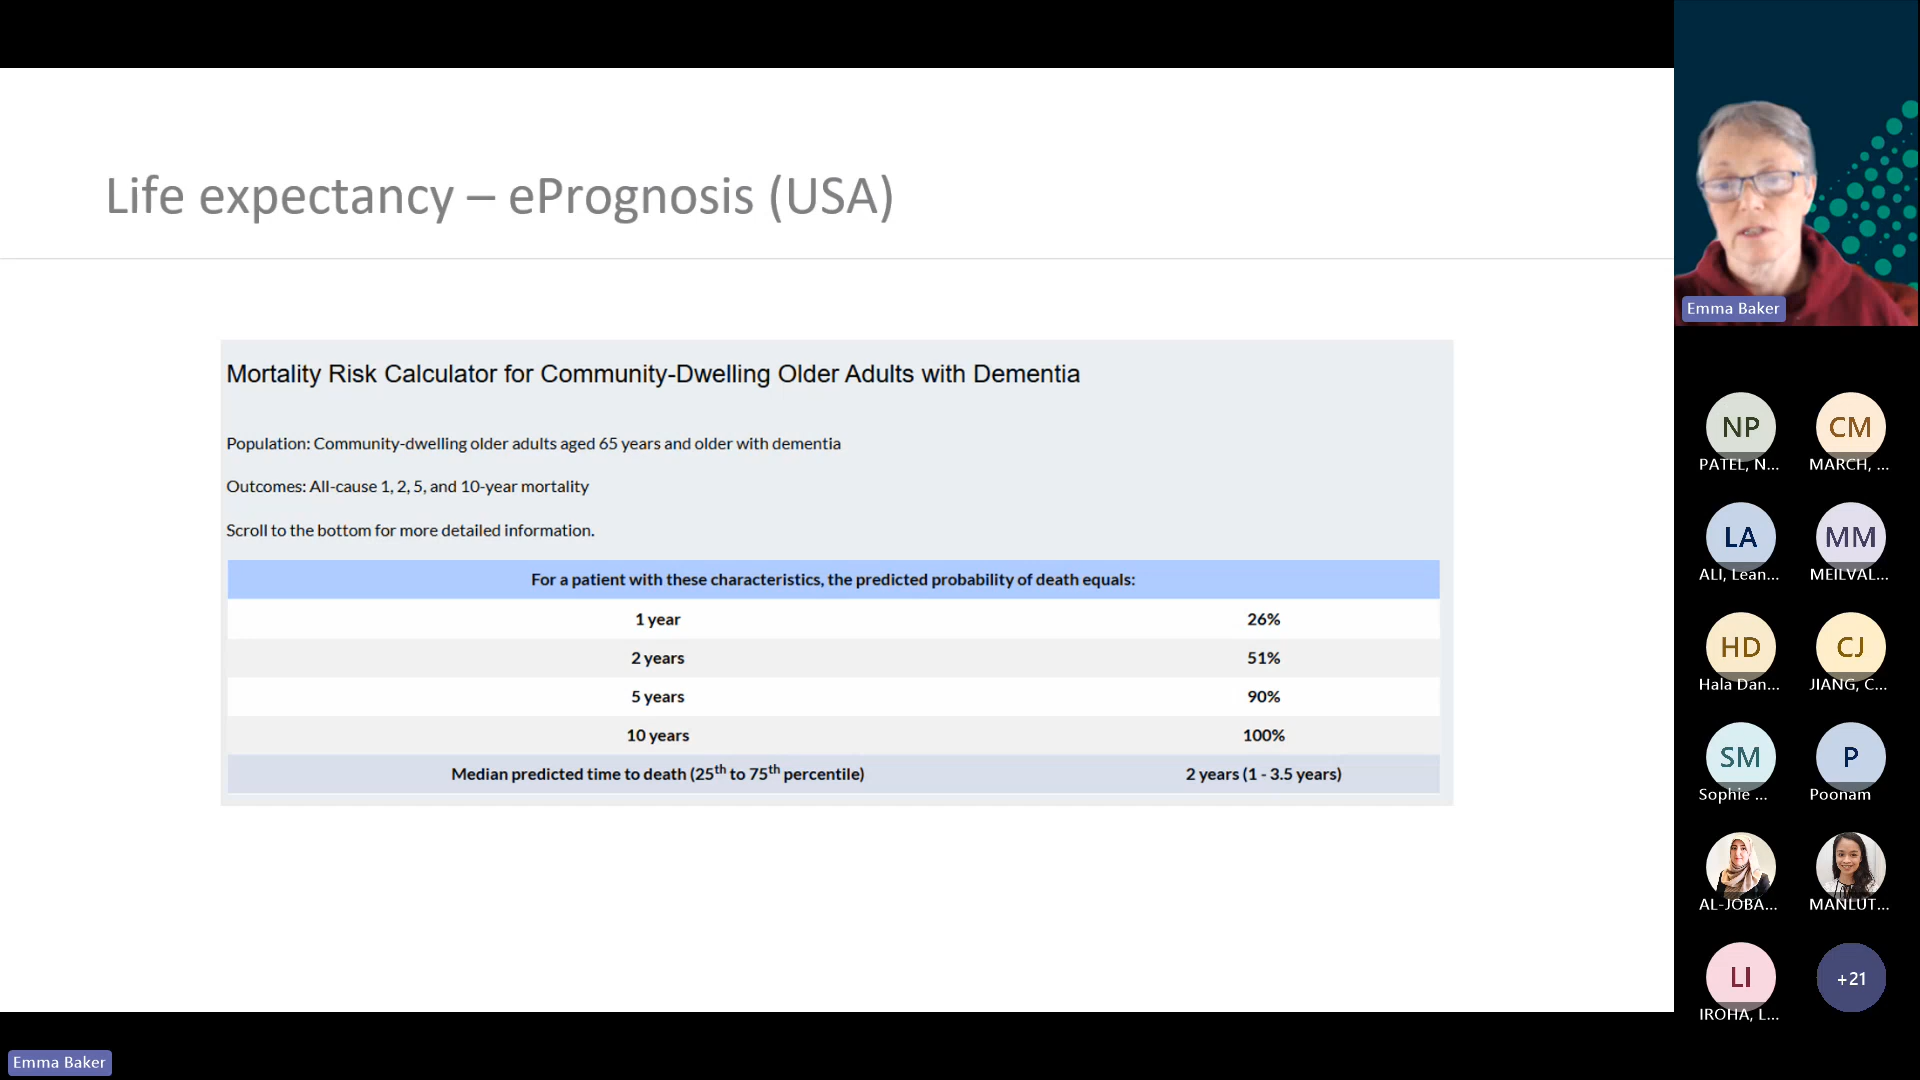 Life expectancy – ePrognosis (USA)
Mortality Risk Calculator for Community-Dwelling Older Adults with Dementia
Population: Community-dwelling older adults aged 65 years and older with dementia
Outcomes: All-cause 1, 2, 5, and 10-year mortality
Scroll to the bottom for more detailed information.
For a patient with these characteristics, the predicted probability of death equals:
1 year 26%
2 years 51%
5 years 90%
10 years 100%
Median predicted time to death (25th to 75th percentile) 2 years (1 - 3.5 years)
Emma Baker
NP CM
PATEL, N... MARCH, ...
LA MM
ALI, Lean... MEILVAL...
HD CJ
Hala Dan... JIANG, C...
SM P
Sophie ... Poonam
AL-JOBA... MANLUT...
LI +21
IROHA, L...
Emma Baker